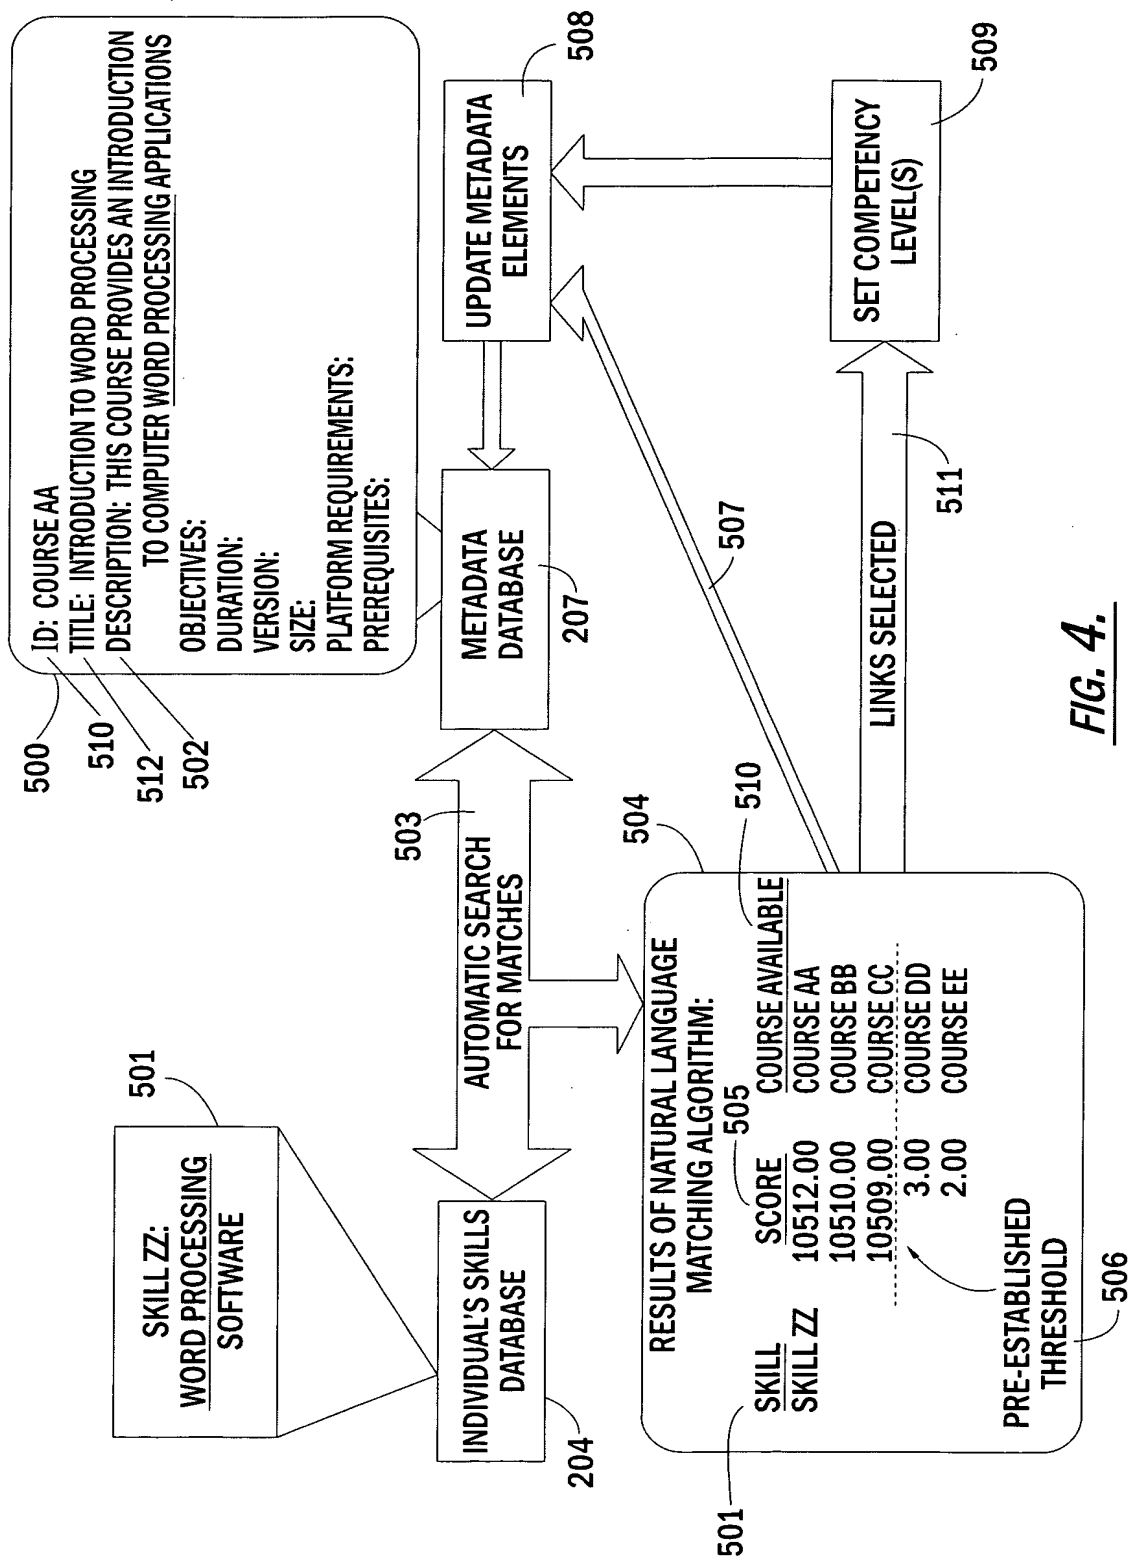 501
SKILL ZZ:
WORD PROCESSING
SOFTWARE
INDIVIDUAL'S SKILLS
DATABASE
204
503
AUTOMATIC SEARCH
FOR MATCHES
500
510
512
502
ID: COURSE AA
TITLE: INTRODUCTION TO WORD PROCESSING
DESCRIPTION: THIS COURSE PROVIDES AN INTRODUCTION
TO COMPUTER WORD PROCESSING APPLICATIONS
OBJECTIVES:
DURATION:
VERSION:
SIZE:
PLATFORM REQUIREMENTS:
PREREQUISITES:
METADATA
DATABASE
207
UPDATE METADATA
ELEMENTS
508
504
RESULTS OF NATURAL LANGUAGE
MATCHING ALGORITHM:
501
505
510
SKILL SCORE COURSE AVAILABLE
SKILL ZZ 10512.00 COURSE AA
10510.00 COURSE BB
10509.00 COURSE CC
3.00 COURSE DD
2.00 COURSE EE
PRE-ESTABLISHED
THRESHOLD
506
507
LINKS SELECTED
511
SET COMPETENCY
LEVEL(S)
509
FIG. 4.